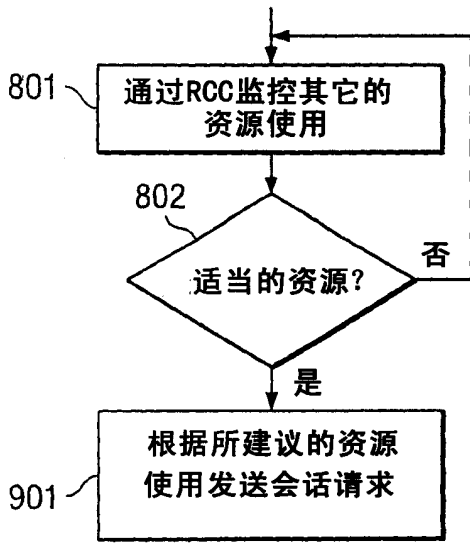 801
通过RCC监控其它的
资源使用
802
适当的资源?
否
是
901
根据所建议的资源
使用发送会话请求